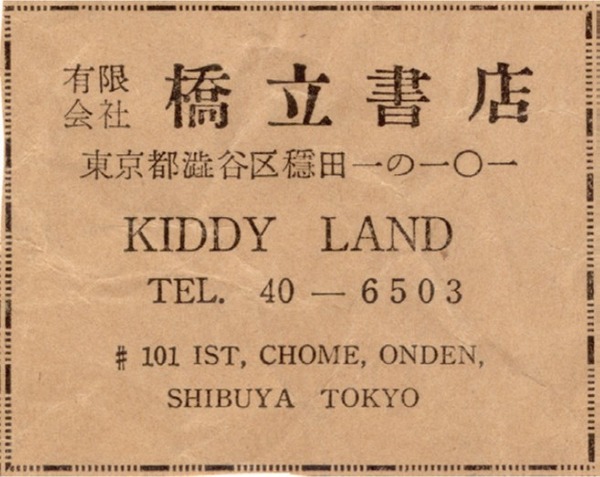 有限会社 橋立書店
東京都澁谷区穏田一の一〇一
KIDDY LAND
TEL. 40 — 6503
# 101 IST, CHOME, ONDEN,
SHIBUYA TOKYO